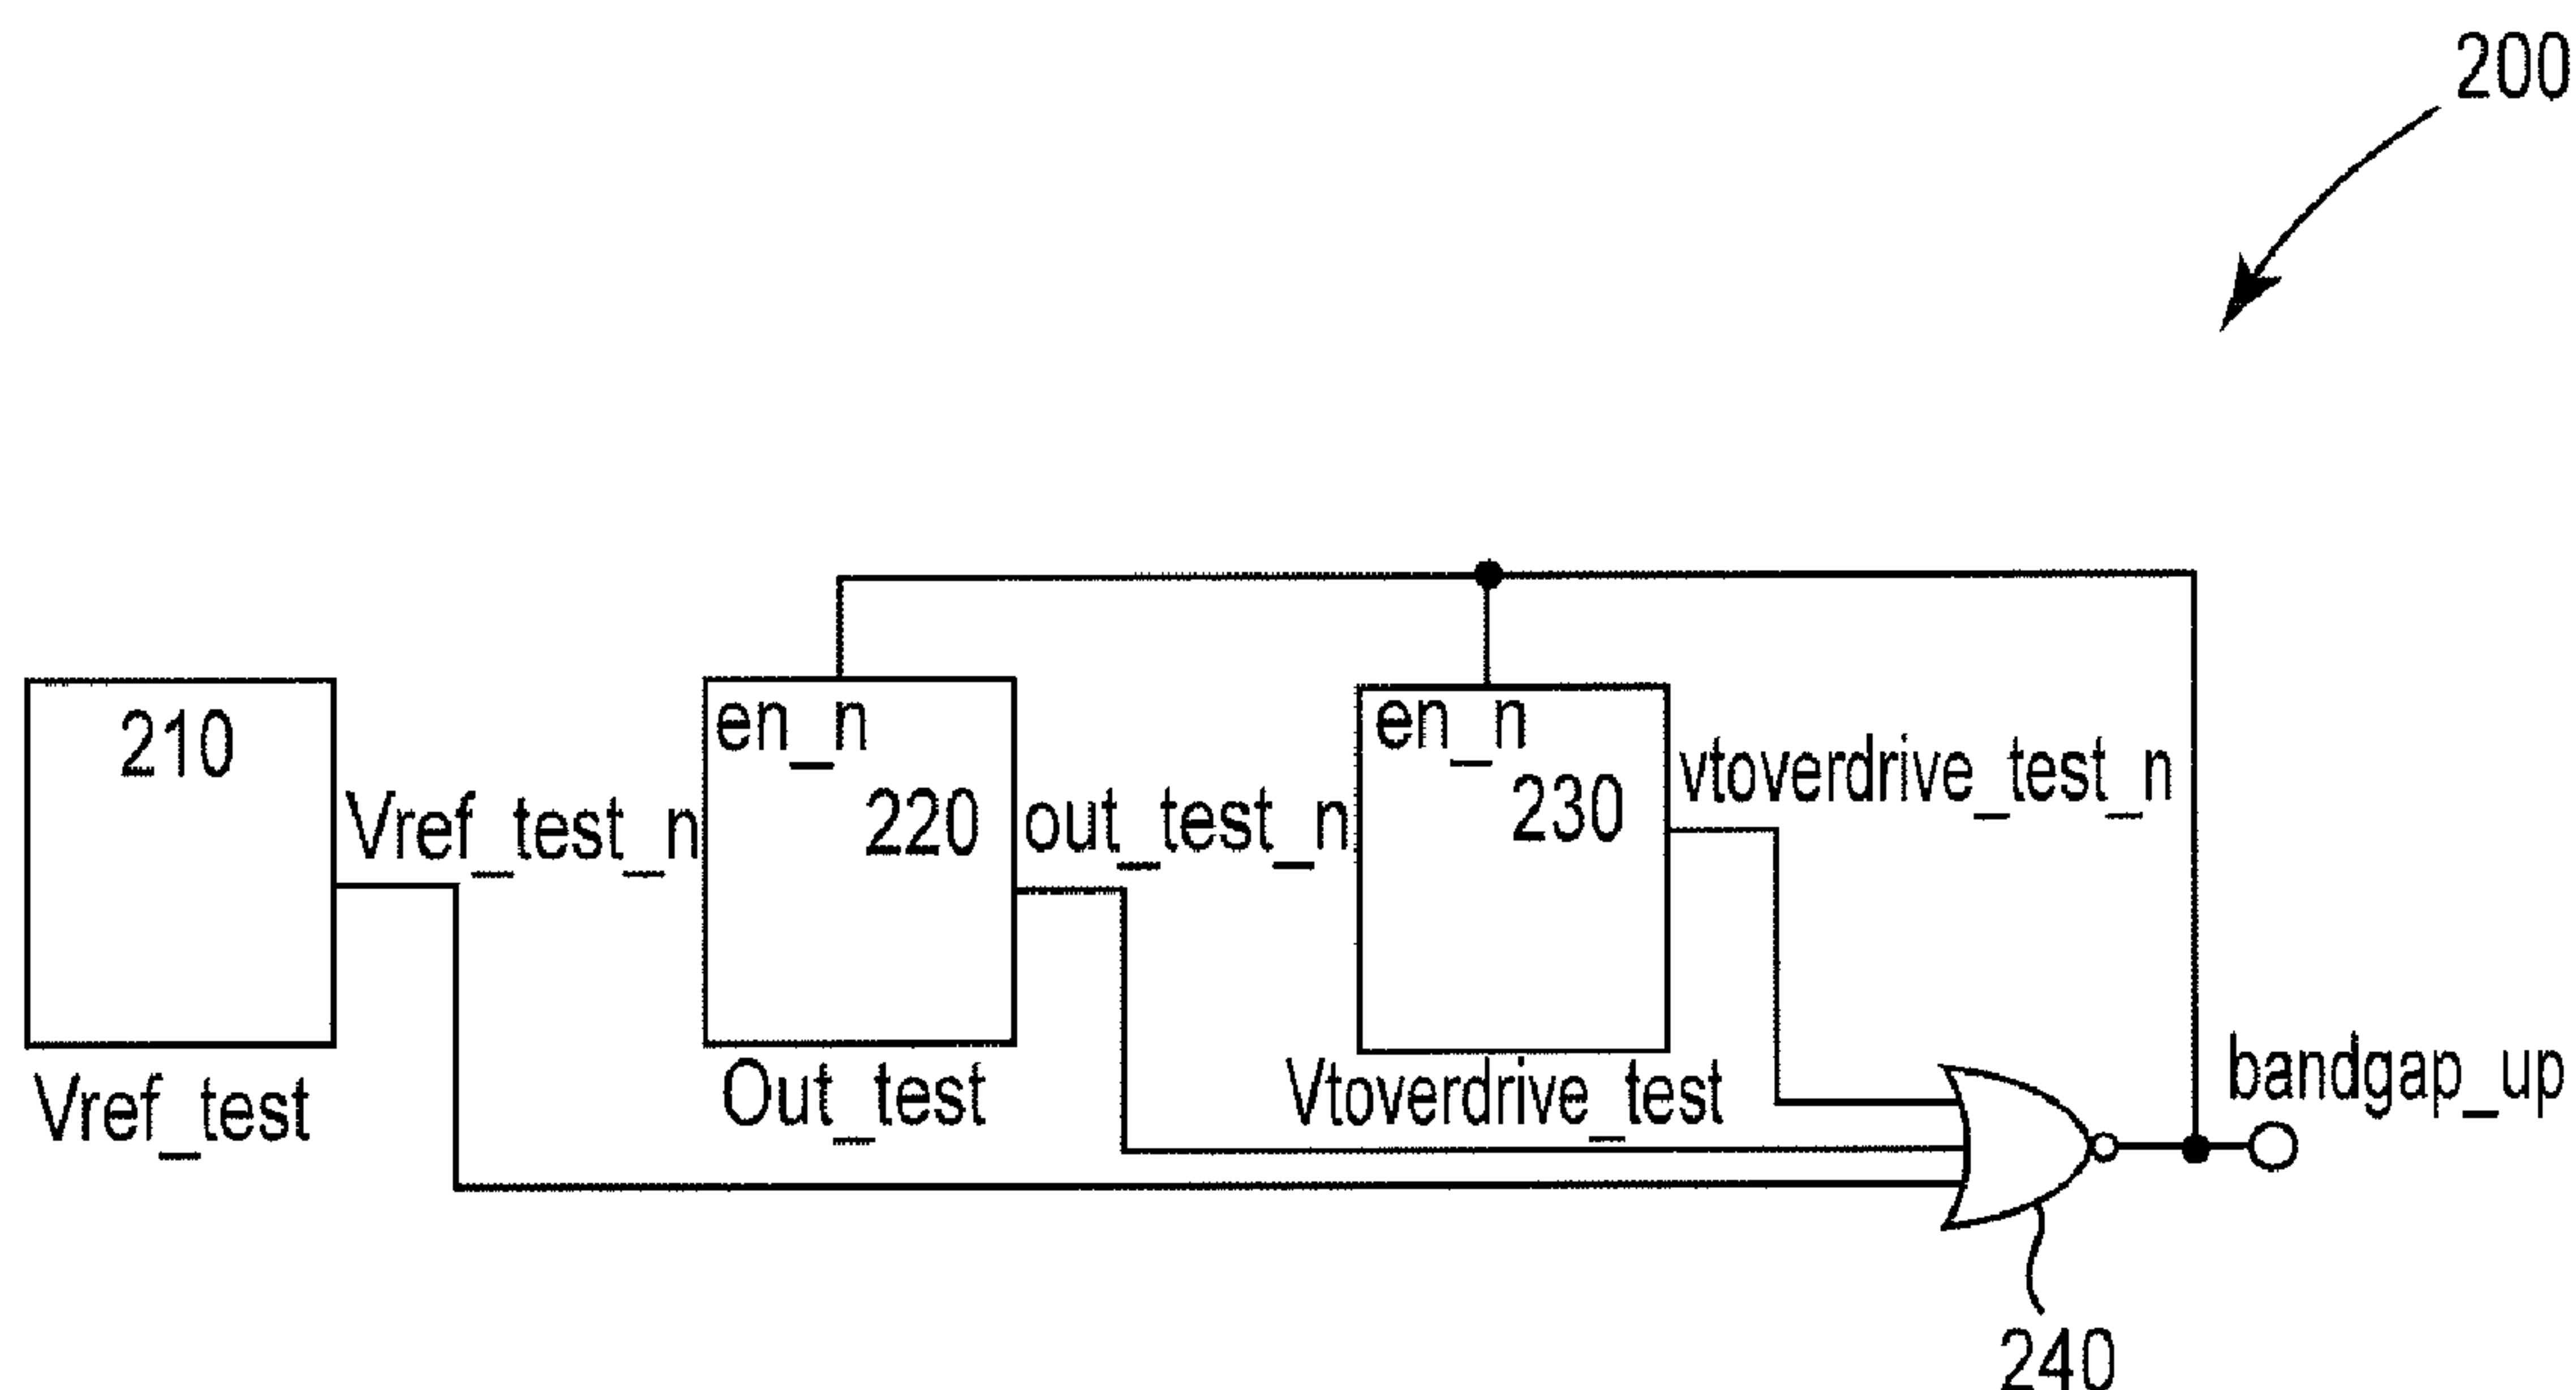 200
210
Vref_test_n
Vref_test
en_n
220
out_test_n
Out_test
en_n
230
vtoverdrive_test_n
Vtoverdrive_test
bandgap_up
240